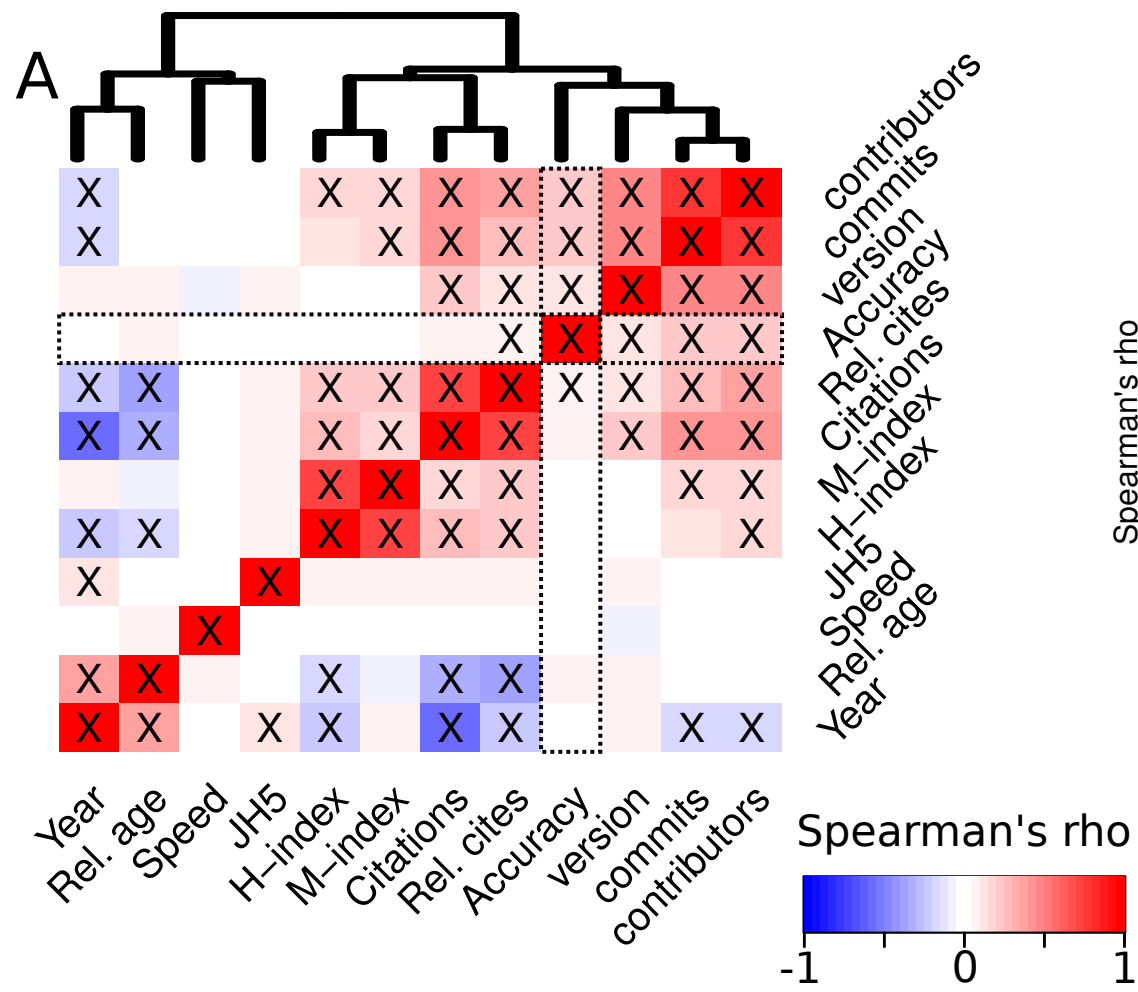 A
X X X X X X X X X contributors
X X X X X X X X commits
X X X X X X version
X X X X X Accuracy
X X X X X X X X X X Rel. cites
X X X X X X X X X Citations
X X X X X X M−index
X X X X X X X H−index
X X JH5
X Speed
X X X X X Rel. age
X X X X X X X X Year
Spearman's rho
Year
Rel. age
Speed
JH5
H−index
M−index
Citations
Rel. cites
Accuracy
version
commits
contributors
Spearman's rho
-1 0 1